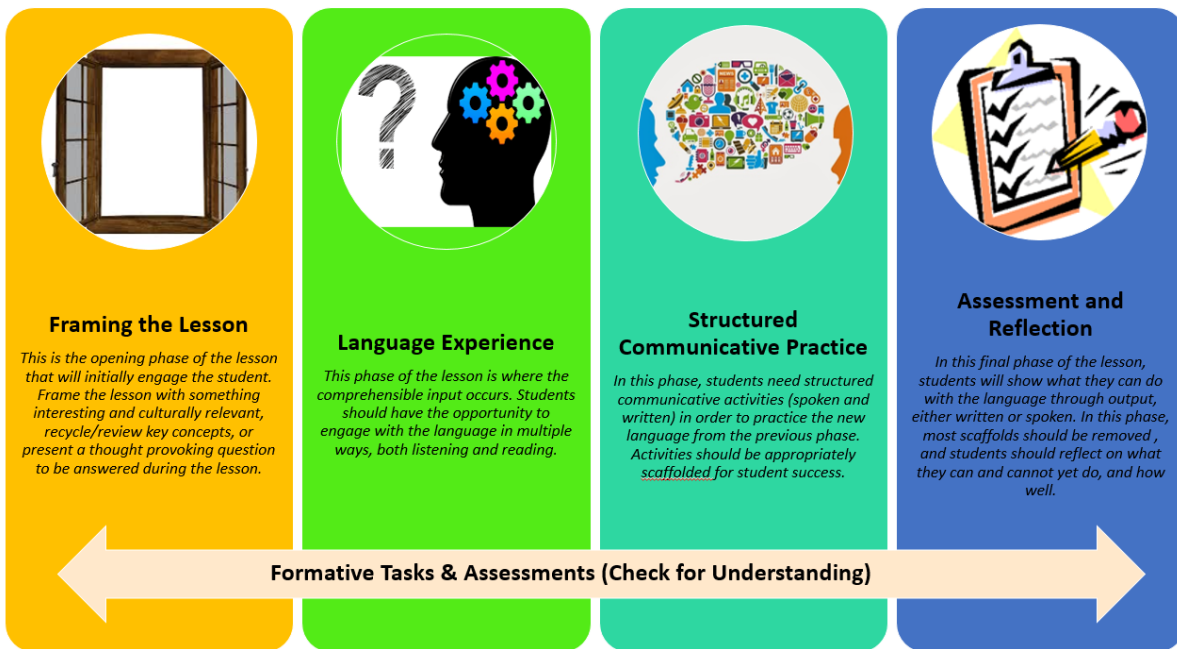 Framing the Lesson
This is the opening phase of the lesson
that will initially engage the student.
Frame the lesson with something
interesting and culturally relevant,
recycle/review key concepts, or
present a thought provoking question
to be answered during the lesson.
Language Experience
This phase of the lesson is where the
comprehensible input occurs. Students
should have the opportunity to
engage with the language in multiple
ways, both listening and reading.
Structured
Communicative Practice
In this phase, students need structured
communicative activities (spoken and
written) in order to practice the new
language from the previous phase.
Activities should be appropriately
scaffolded for student success.
Assessment and
Reflection
In this final phase of the lesson,
students will show what they can do
with the language through output,
either written or spoken. In this phase,
most scaffolds should be removed ,
and students should reflect on what
they can and cannot yet do, and how
well.
Formative Tasks & Assessments (Check for Understanding)